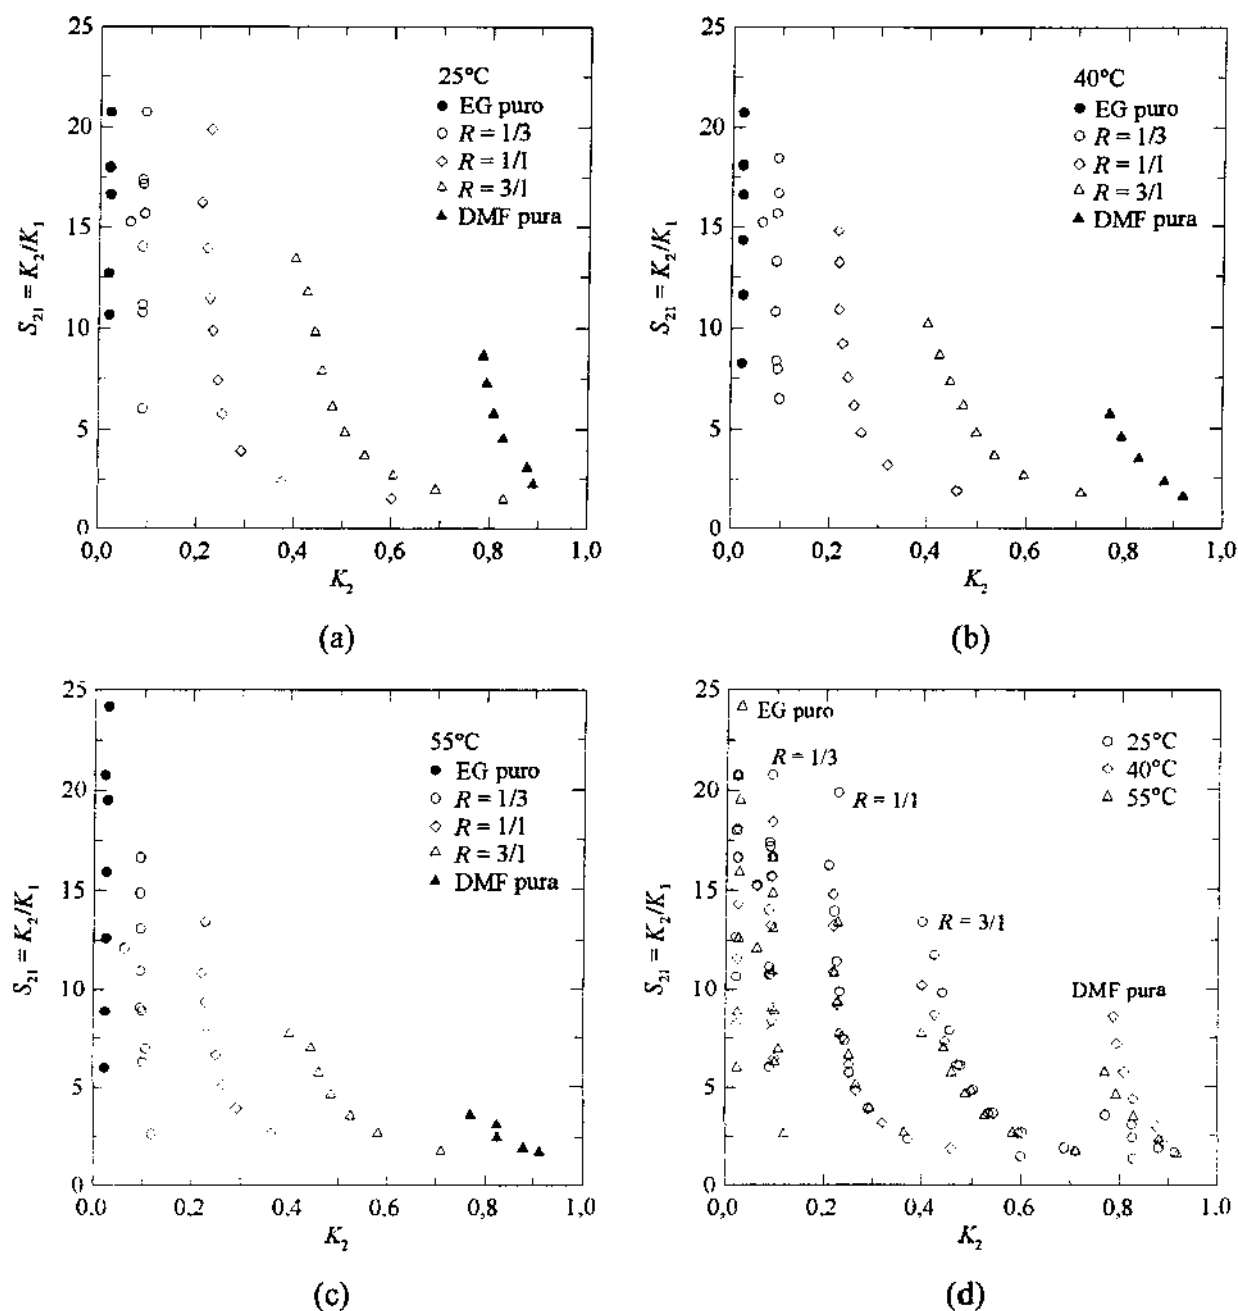 25
20
15
10
5
0
S₂₁ = K₂/K₁
25°C
EG puro
R = 1/3
R = 1/1
R = 3/1
DMF pura
0,0 0,2 0,4 0,6 0,8 1,0
K₂
(a)
25
20
15
10
5
0
S₂₁ = K₂/K₁
40°C
EG puro
R = 1/3
R = 1/1
R = 3/1
DMF pura
0,0 0,2 0,4 0,6 0,8 1,0
K₂
(b)
25
20
15
10
5
0
S₂₁ = K₂/K₁
55°C
EG puro
R = 1/3
R = 1/1
R = 3/1
DMF pura
0.0 0,2 0,4 0,6 0,8 1,0
K₂
(c)
25
20
15
10
5
0
S₂₁ = K₂/K₁
EG puro
R = 1/3
R = 1/1
R = 3/1
DMF pura
25°C
40°C
55°C
0,0 0,2 0,4 0,6 0,8 1,0
K₂
(d)